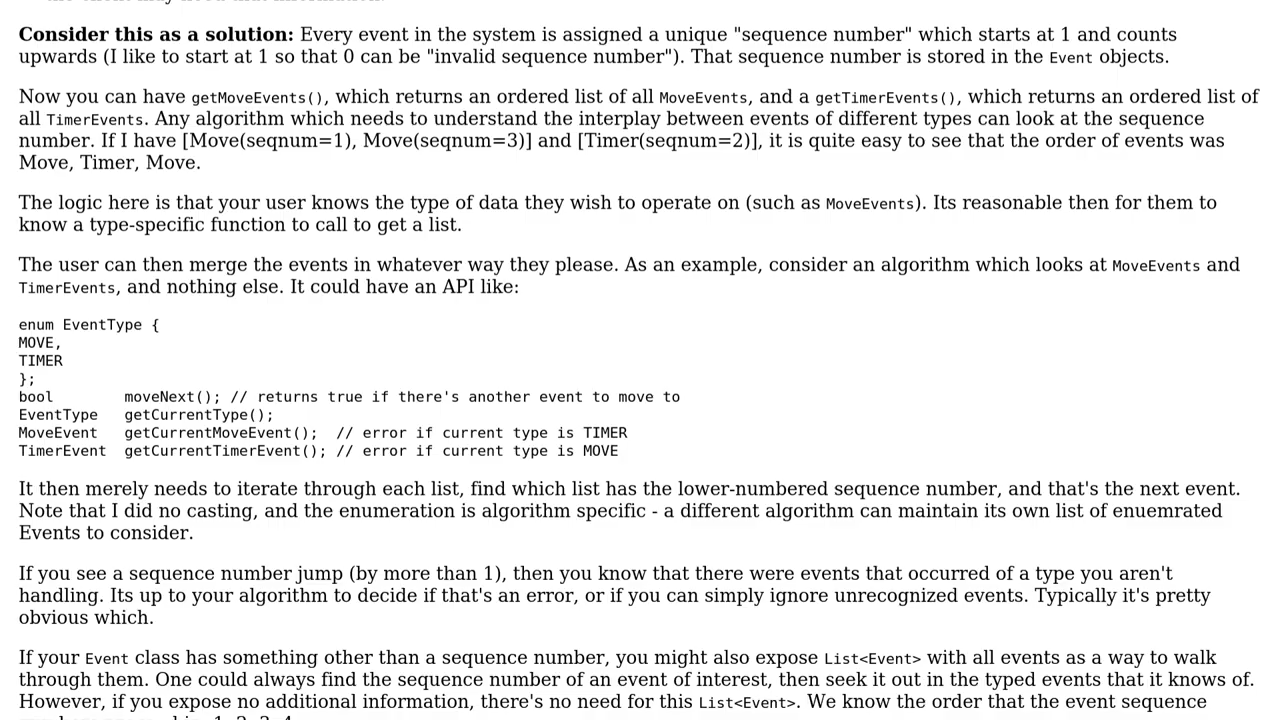 Consider this as a solution: Every event in the system is assigned a unique "sequence number" which starts at 1 and counts
upwards (I like to start at 1 so that 0 can be "invalid sequence number"). That sequence number is stored in the Event objects.
Now you can have getMoveEvents(), which returns an ordered list of all MoveEvents, and a getTimerEvents(), which returns an ordered list of
all TimerEvents. Any algorithm which needs to understand the interplay between events of different types can look at the sequence
number. If I have [Move(seqnum=1), Move(seqnum=3)] and [Timer(seqnum=2)], it is quite easy to see that the order of events was
Move, Timer, Move.
The logic here is that your user knows the type of data they wish to operate on (such as MoveEvents). Its reasonable then for them to
know a type-specific function to call to get a list.
The user can then merge the events in whatever way they please. As an example, consider an algorithm which looks at MoveEvents and
TimerEvents, and nothing else. It could have an API like:
enum EventType {
MOVE,
TIMER
};
bool        moveNext(); // returns true if there's another event to move to
EventType   getCurrentType();
MoveEvent   getCurrentMoveEvent();  // error if current type is TIMER
TimerEvent  getCurrentTimerEvent(); // error if current type is MOVE
It then merely needs to iterate through each list, find which list has the lower-numbered sequence number, and that's the next event.
Note that I did no casting, and the enumeration is algorithm specific - a different algorithm can maintain its own list of enuemrated
Events to consider.
If you see a sequence number jump (by more than 1), then you know that there were events that occurred of a type you aren't
handling. Its up to your algorithm to decide if that's an error, or if you can simply ignore unrecognized events. Typically it's pretty
obvious which.
If your Event class has something other than a sequence number, you might also expose List<Event> with all events as a way to walk
through them. One could always find the sequence number of an event of interest, then seek it out in the typed events that it knows of.
However, if you expose no additional information, there's no need for this List<Event>. We know the order that the event sequence